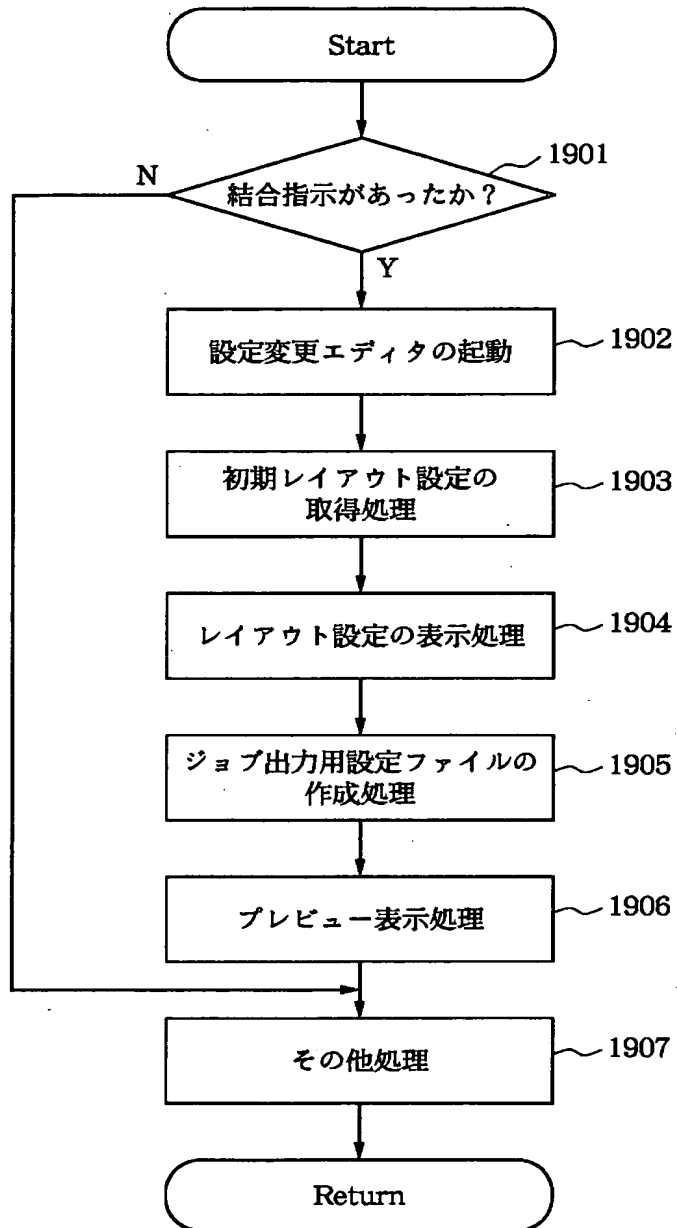 Start
1901
N
結合指示があったか?
Y
設定変更エディタの起動
1902
初期レイアウト設定の
取得処理
1903
レイアウト設定の表示処理
1904
ジョブ出力用設定ファイルの
作成処理
1905
プレビュー表示処理
1906
その他処理
1907
Return